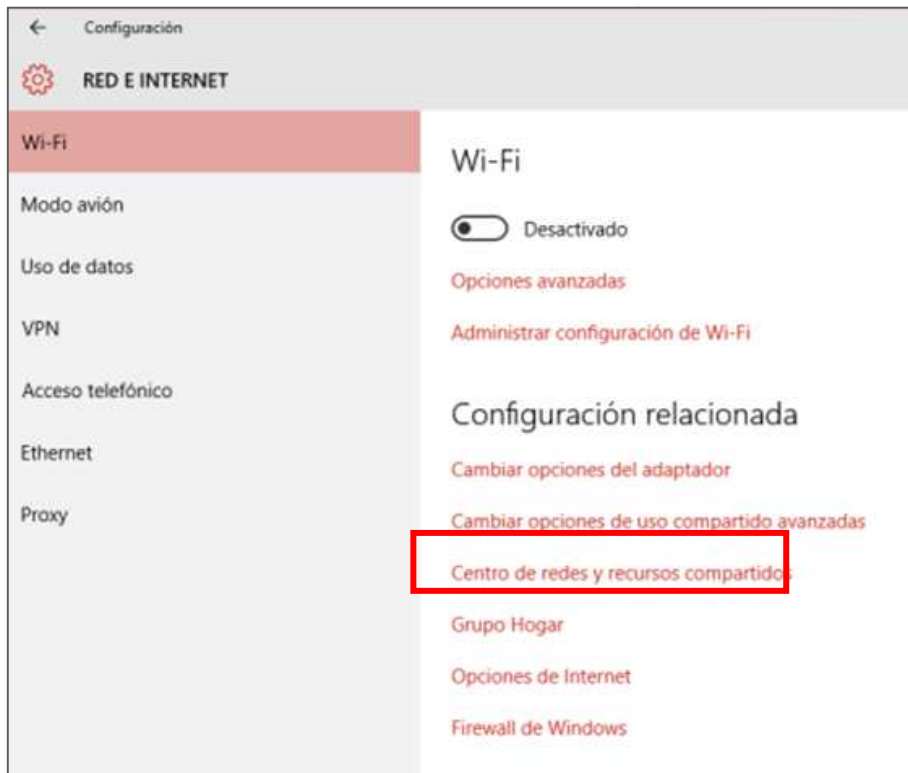 Configuración
RED E INTERNET
Wi-Fi
Modo avión
Uso de datos
VPN
Acceso telefónico
Ethernet
Proxy
Wi-Fi
Desactivado
Opciones avanzadas
Administrar configuración de Wi-Fi
Configuración relacionada
Cambiar opciones del adaptador
Cambiar opciones de uso compartido avanzadas
Centro de redes y recursos compartidos
Grupo Hogar
Opciones de Internet
Firewall de Windows